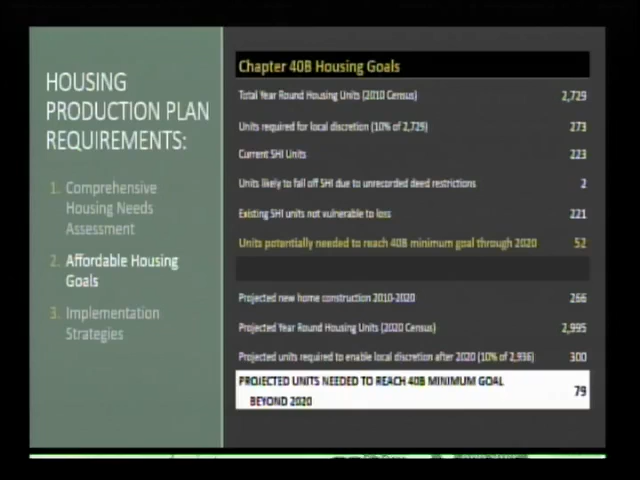 HOUSING
PRODUCTION PLAN
REQUIREMENTS:
1. Comprehensive
Housing Needs
Assessment
2. Affordable Housing
Goals
3. Implementation
Strategies
Chapter 40B Housing Goals
Total Year Round Housing Units (2010 Census) 2,729
Units required for local discretion (10% of 2,729) 273
Current SHI Units 223
Units likely to fall off SHI due to unrecorded deed restrictions 2
Existing SHI units not vulnerable to loss 221
Units potentially needed to reach 40B minimum goal through 2020 52
Projected new home construction 2010-2020 266
Projected Year Round Housing Units (2020 Census) 2,995
Projected units required to enable local discretion after 2020 (10% of 2,936) 300
PROJECTED UNITS NEEDED TO REACH 40B MINIMUM GOAL
BEYOND 2020 79